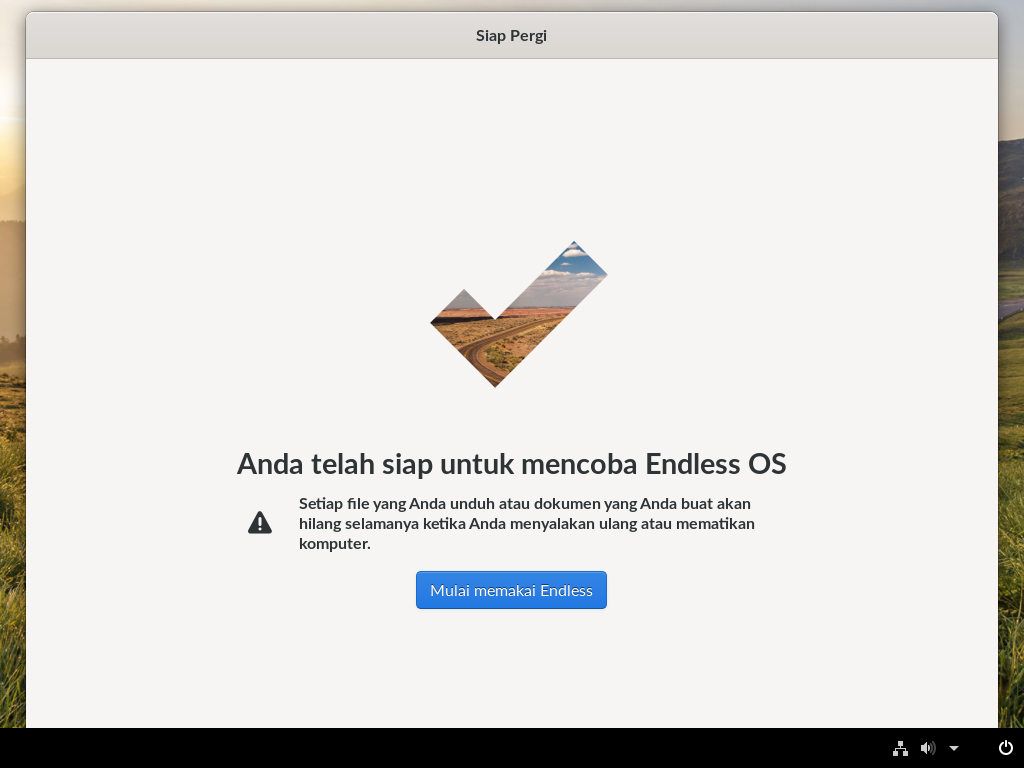 Siap Pergi
Anda telah siap untuk mencoba Endless OS
Setiap file yang Anda unduh atau dokumen yang Anda buat akan
hilang selamanya ketika Anda menyalakan ulang atau mematikan
komputer.
Mulai memakai Endless